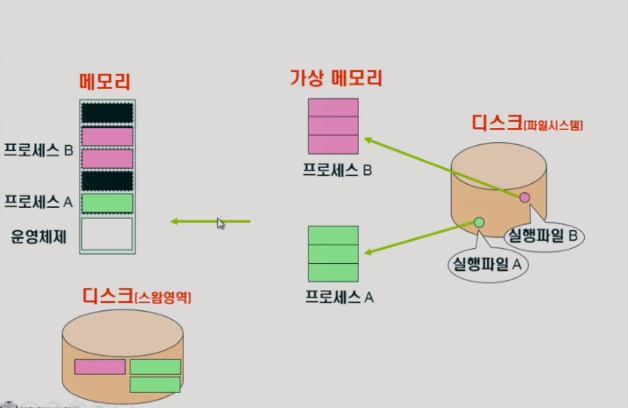 메모리
가상 메모리
디스크(파일시스템)
프로세스 B
프로세스 B
프로세스 A
운영체제
실행파일 B
실행파일 A
프로세스 A
디스크(스왑영역)